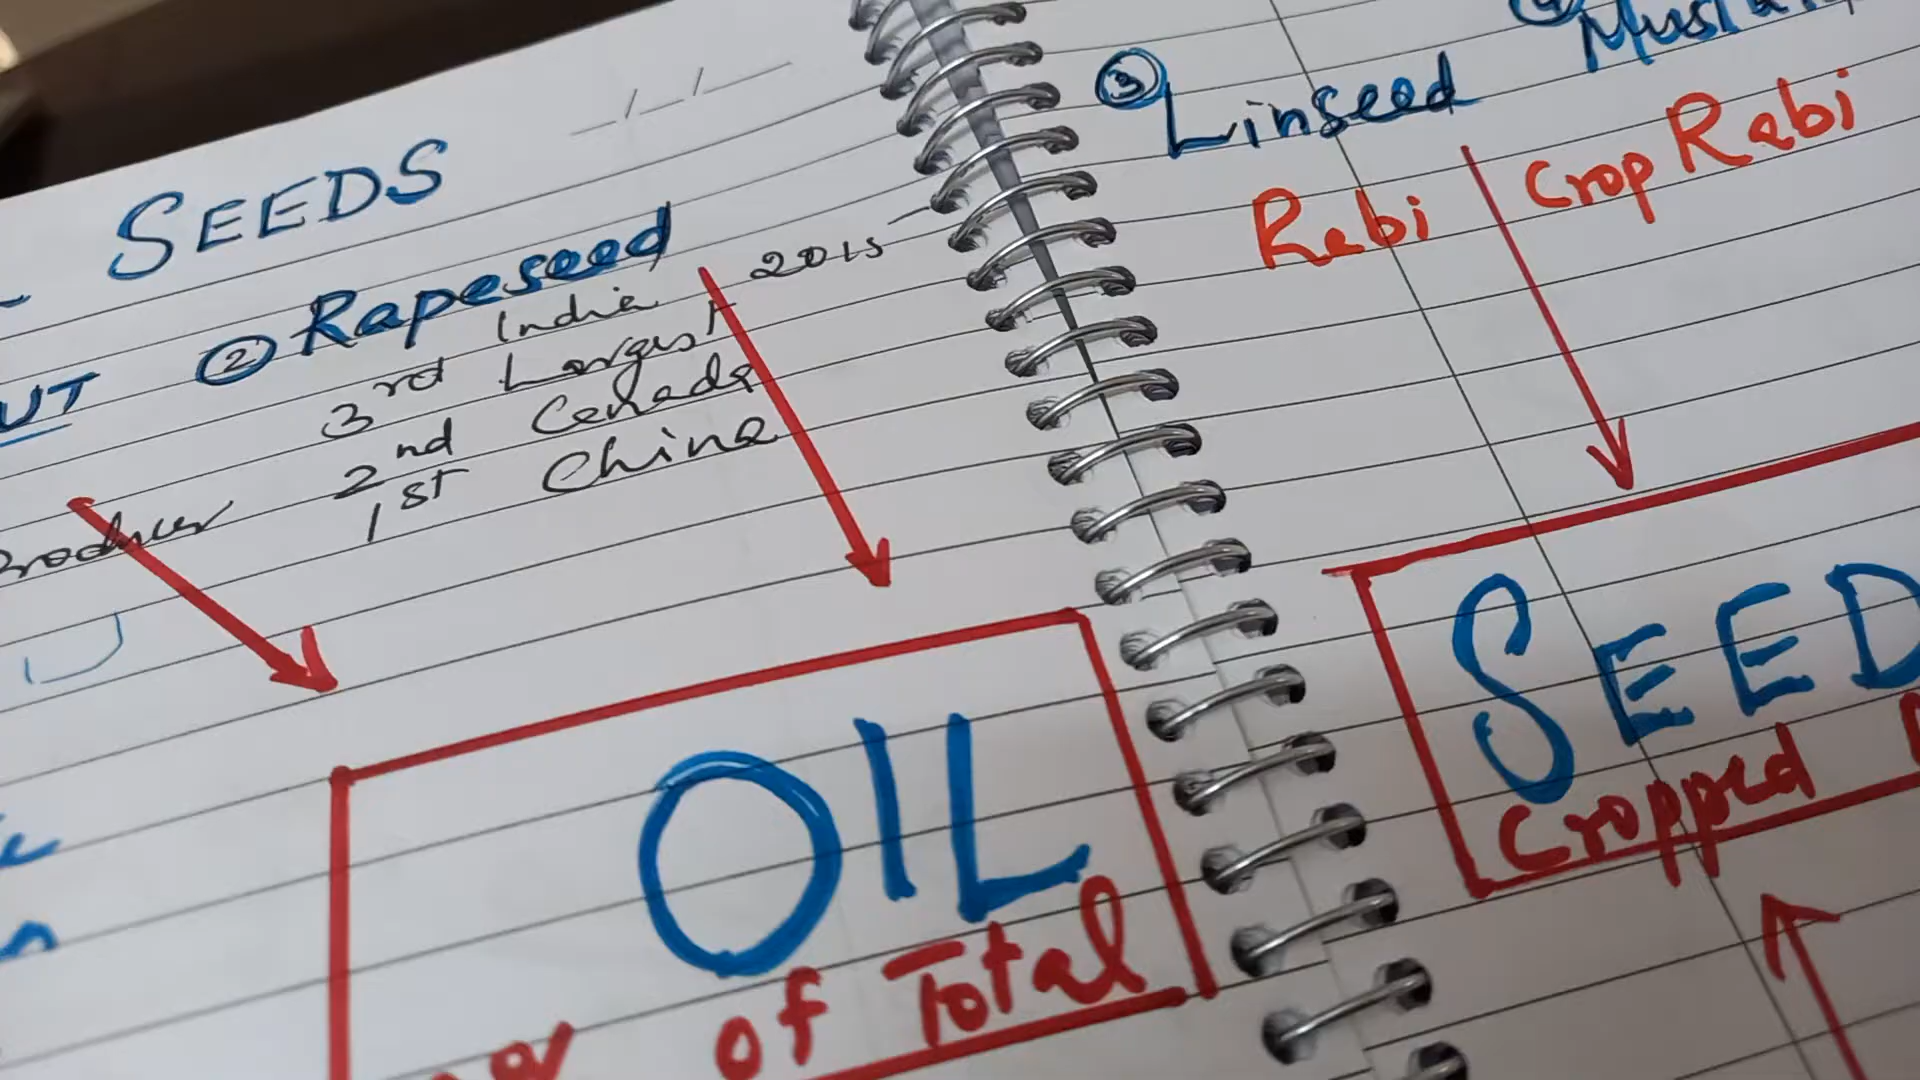 SEEDS
② Rapeseed
India 2015
3rd Largest
2nd Canada
1st China
Producer
UT
OIL
% of Total
③ Linseed
Rabi
Crop Rabi
SEED
Cropped